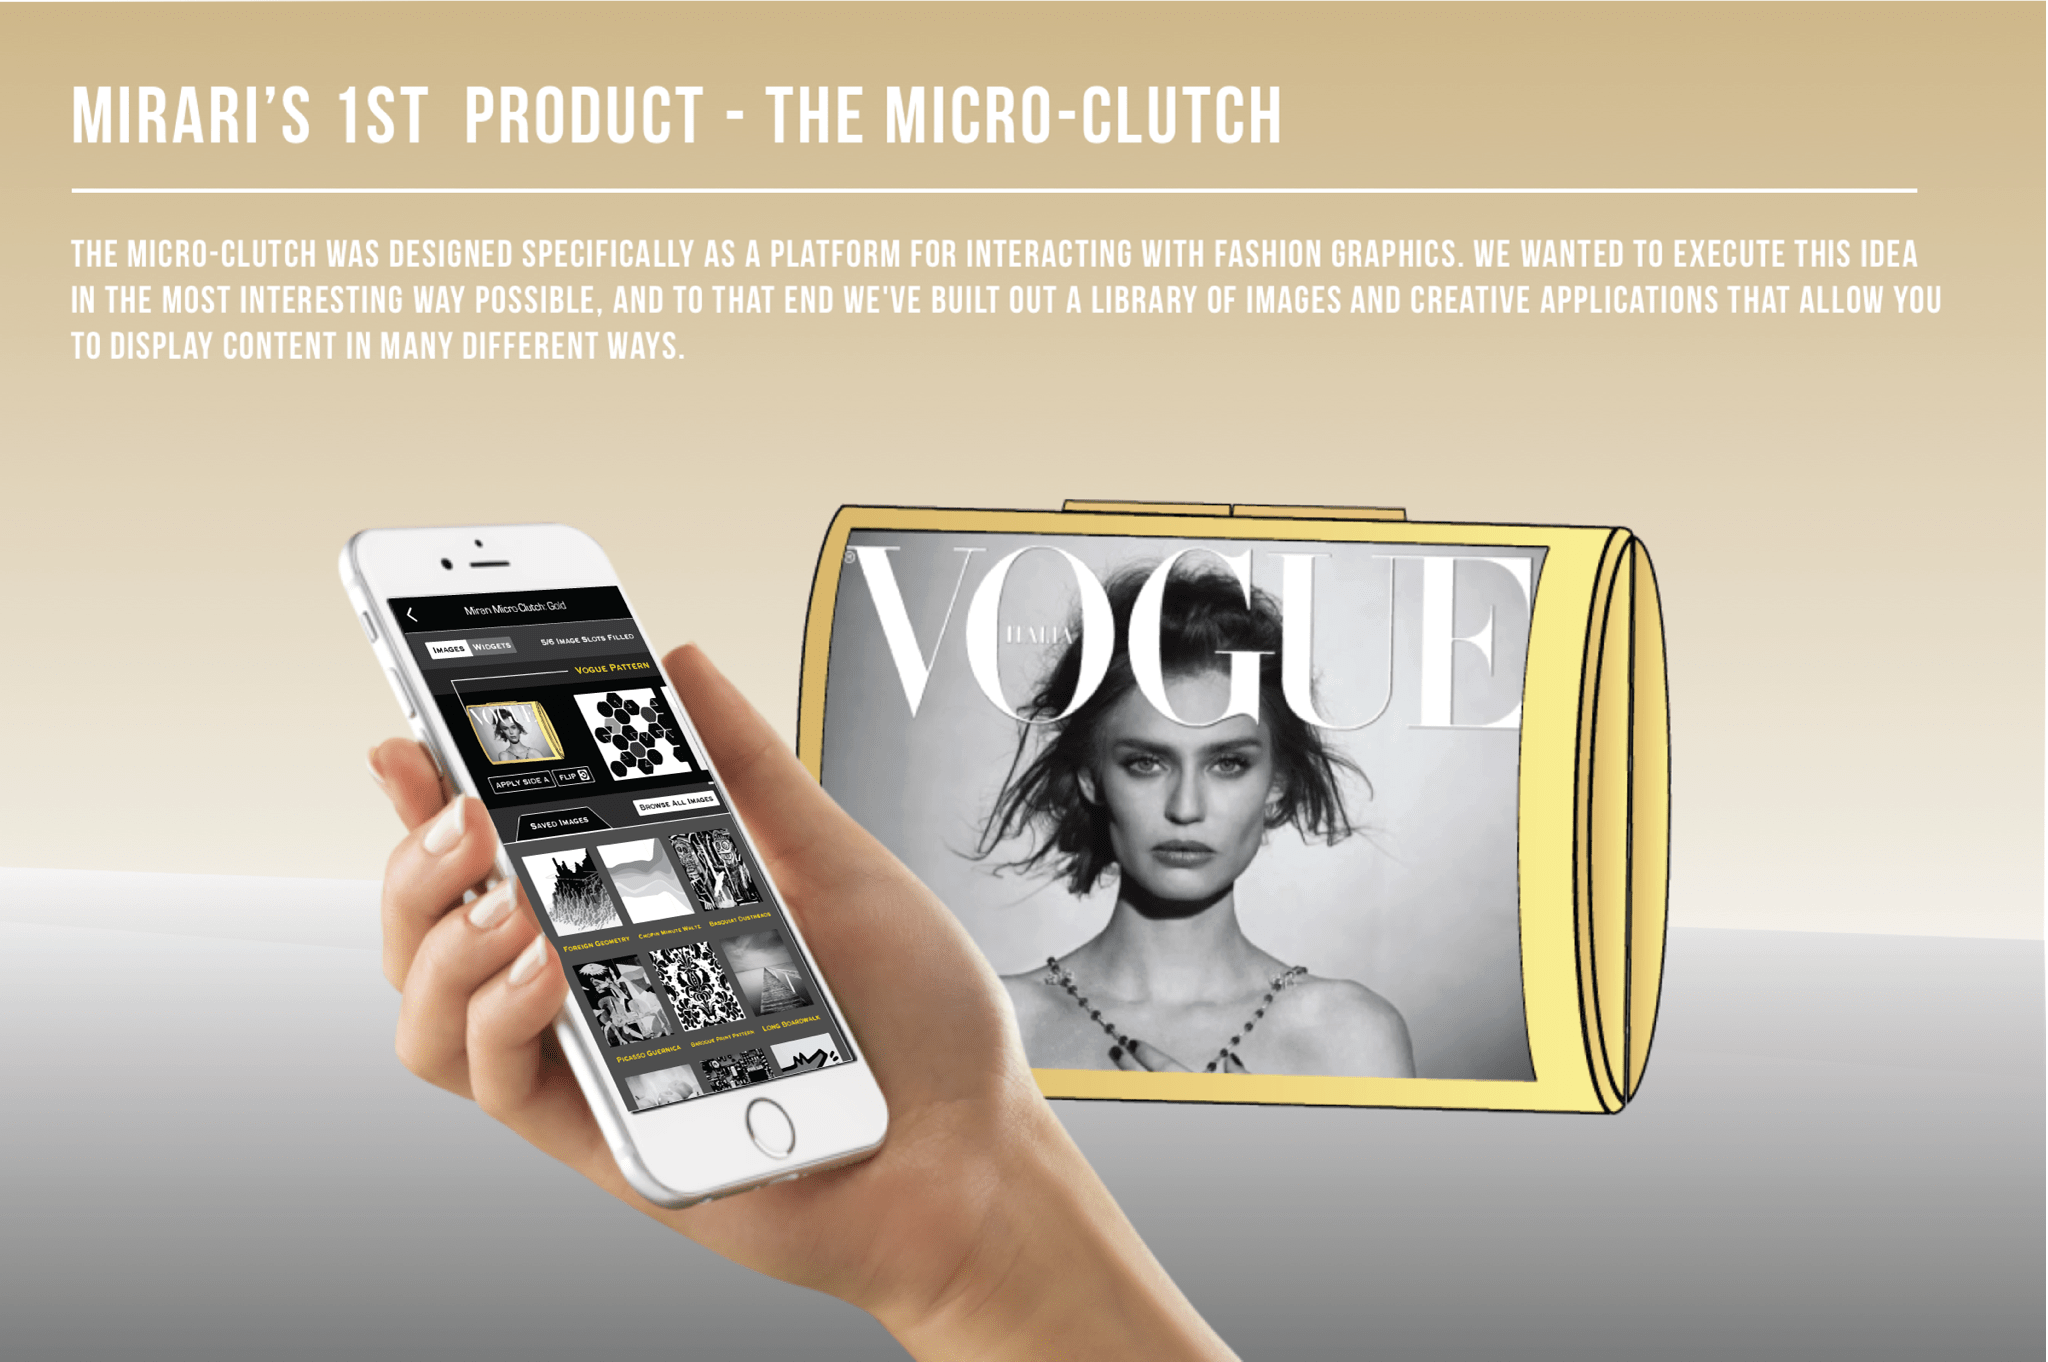 MIRARI'S 1ST PRODUCT - THE MICRO-CLUTCH
THE MICRO-CLUTCH WAS DESIGNED SPECIFICALLY AS A PLATFORM FOR INTERACTING WITH FASHION GRAPHICS. WE WANTED TO EXECUTE THIS IDEA
IN THE MOST INTERESTING WAY POSSIBLE, AND TO THAT END WE'VE BUILT OUT A LIBRARY OF IMAGES AND CREATIVE APPLICATIONS THAT ALLOW YOU
TO DISPLAY CONTENT IN MANY DIFFERENT WAYS.
VOGUE
ITALIA
Mirari Micro Clutch: Gold
IMAGES WIDGETS
5/6 IMAGE SLOTS FILLED
VOGUE PATTERN
VOGUE
APPLY SIDE A
FLIP
BROWSE ALL IMAGES
SAVED IMAGES
FOREIGN GEOMETRY
CHOPIN MINUTE WALTZ
BASQUIAT DUSTHEADS
PICASSO GUERNICA
BAROQUE PRINT PATTERN
LONG BOARDWALK